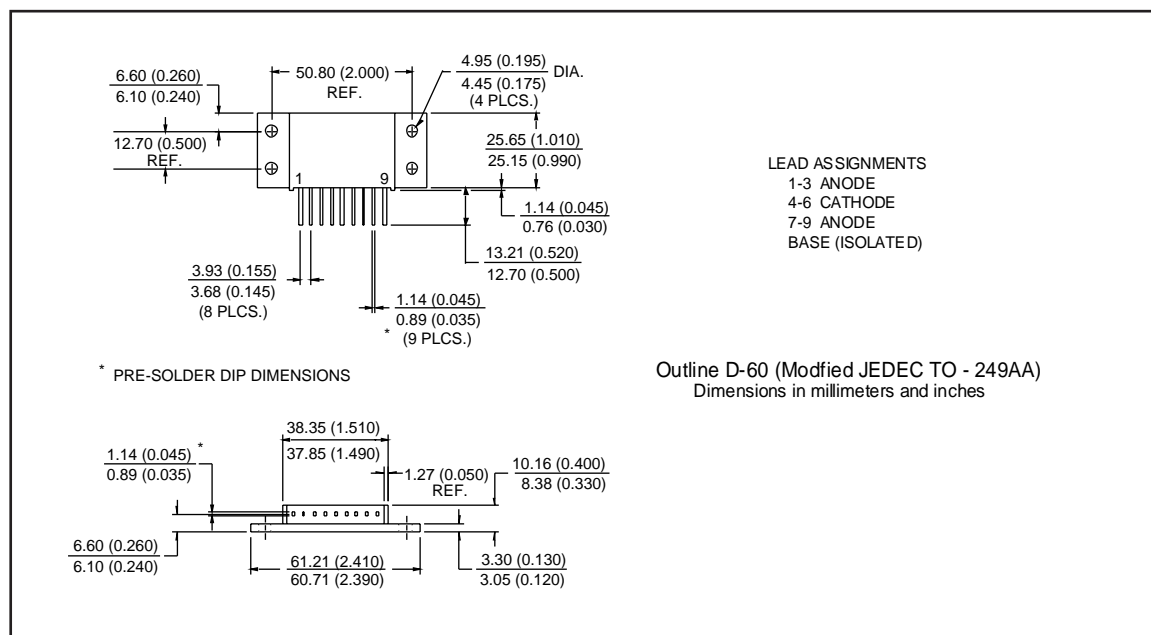 6.60 (0.260)
6.10 (0.240)
50.80 (2.000)
REF.
4.95 (0.195)
4.45 (0.175)
DIA.
(4 PLCS.)
12.70 (0.500)
REF.
25.65 (1.010)
25.15 (0.990)
1
9
1.14 (0.045)
0.76 (0.030)
13.21 (0.520)
12.70 (0.500)
3.93 (0.155)
3.68 (0.145)
(8 PLCS.)
1.14 (0.045)
0.89 (0.035)
* (9 PLCS.)
LEAD ASSIGNMENTS
1-3 ANODE
4-6 CATHODE
7-9 ANODE
BASE (ISOLATED)
* PRE-SOLDER DIP DIMENSIONS
Outline D-60 (Modfied JEDEC TO - 249AA)
Dimensions in millimeters and inches
38.35 (1.510)
37.85 (1.490)
1.14 (0.045) *
0.89 (0.035)
1.27 (0.050)
REF.
10.16 (0.400)
8.38 (0.330)
6.60 (0.260)
6.10 (0.240)
61.21 (2.410)
60.71 (2.390)
3.30 (0.130)
3.05 (0.120)